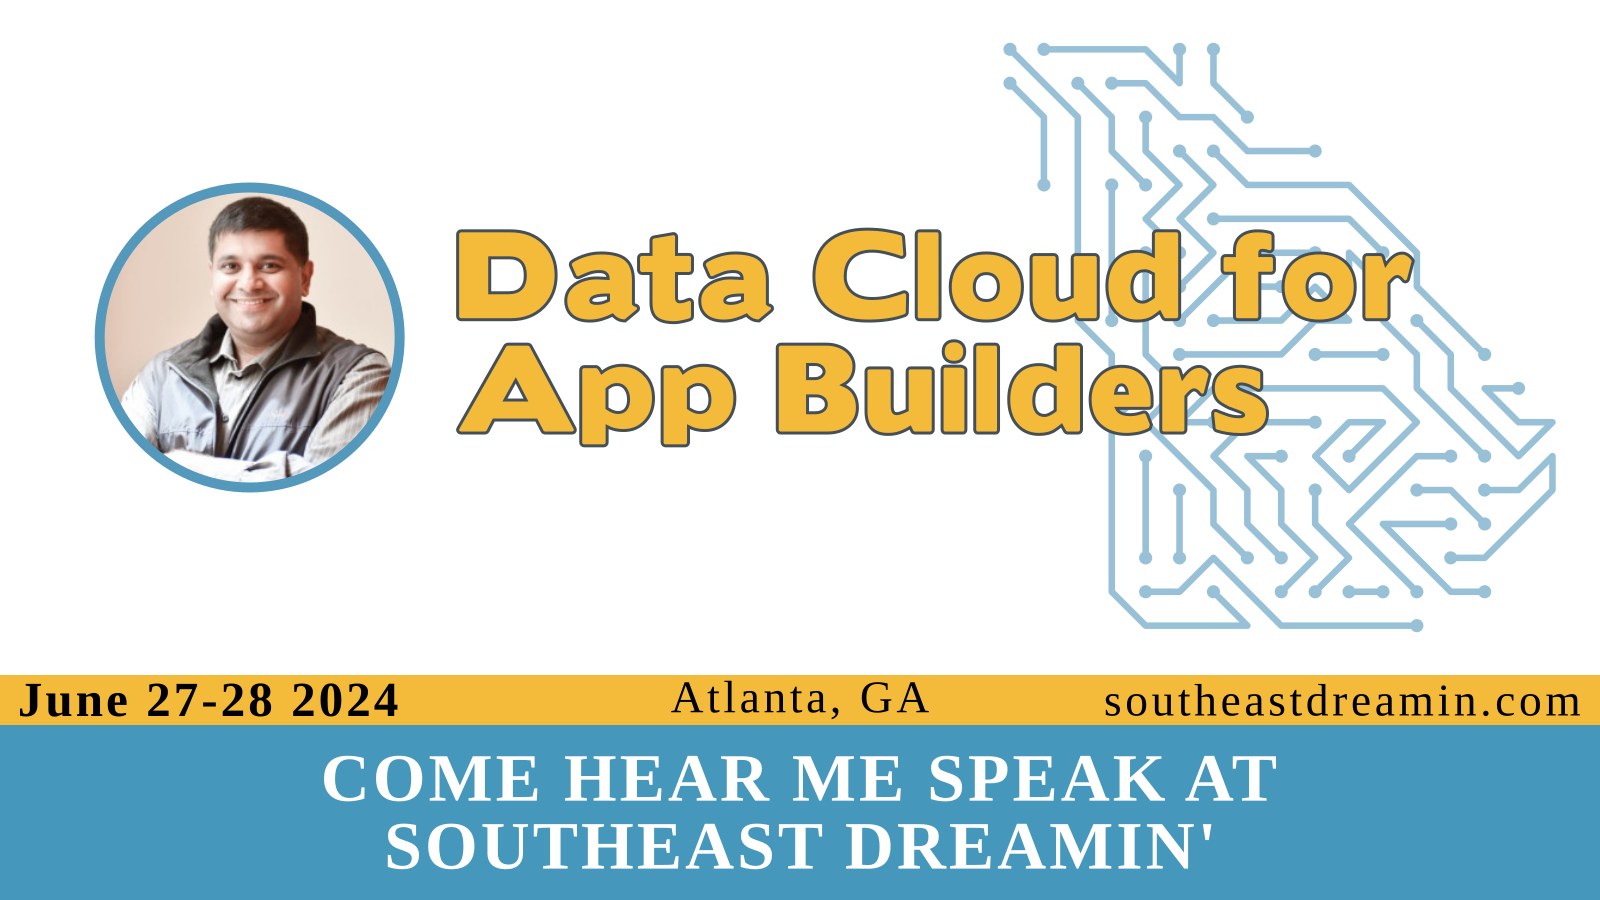 Data Cloud for
App Builders
June 27-28 2024
Atlanta, GA
southeastdreamin.com
COME HEAR ME SPEAK AT
SOUTHEAST DREAMIN'